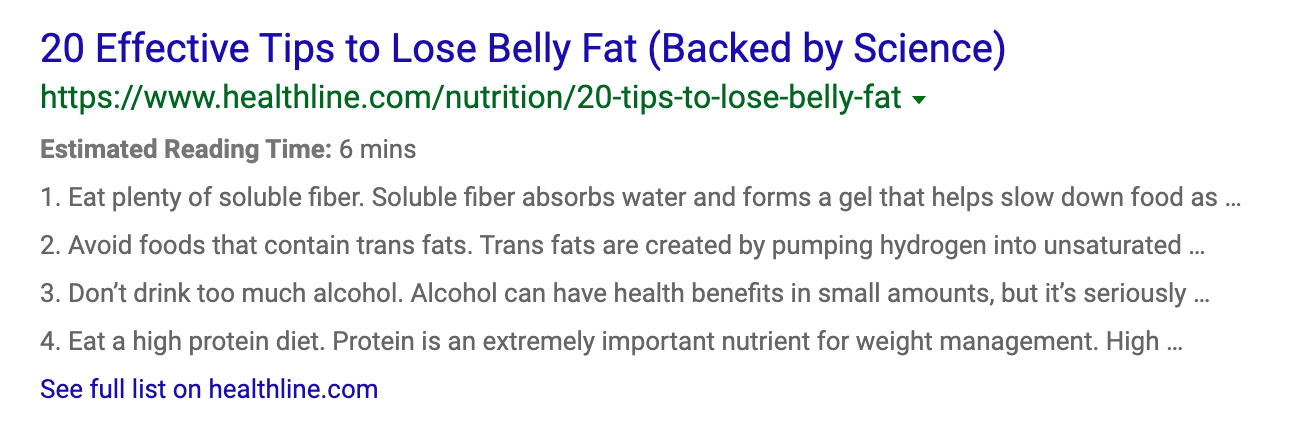 20 Effective Tips to Lose Belly Fat (Backed by Science)
https://www.healthline.com/nutrition/20-tips-to-lose-belly-fat
Estimated Reading Time: 6 mins
1. Eat plenty of soluble fiber. Soluble fiber absorbs water and forms a gel that helps slow down food as ...
2. Avoid foods that contain trans fats. Trans fats are created by pumping hydrogen into unsaturated ...
3. Don’t drink too much alcohol. Alcohol can have health benefits in small amounts, but it’s seriously ...
4. Eat a high protein diet. Protein is an extremely important nutrient for weight management. High ...
See full list on healthline.com